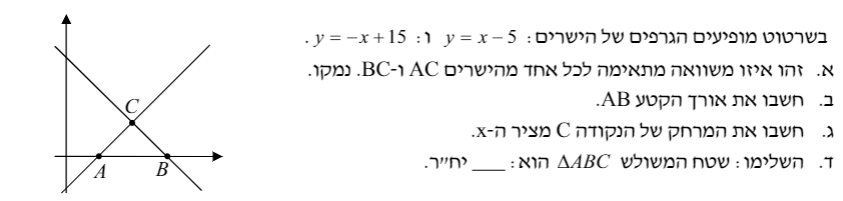 בשרטוט מופיעים הגרפים של הישרים : y = x − 5 ו : y = −x + 15 .
א. זהו איזו משוואה מתאימה לכל אחד מהישרים AC ו-BC. נמקו.
ב. חשבו את אורך הקטע AB.
ג. חשבו את המרחק של הנקודה C מציר ה-x.
ד. השלימו : שטח המשולש ΔABC הוא : ___ יח״ר.
C
A
B